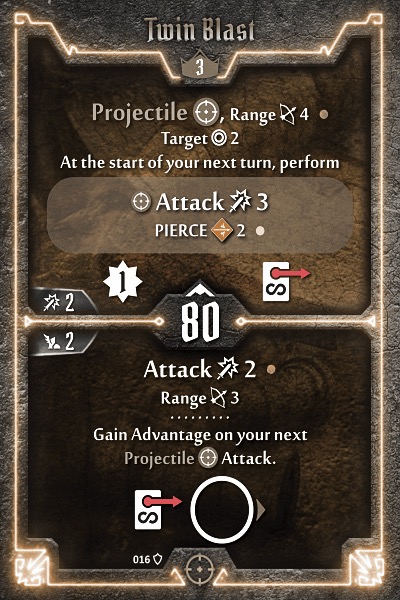 Twin Blast
3
Projectile , Range 4
Target 2
At the start of your next turn, perform
Attack 3
PIERCE 2
1
S
2
80
2
Attack 2
Range 3
Gain Advantage on your next
Projectile Attack.
S
016